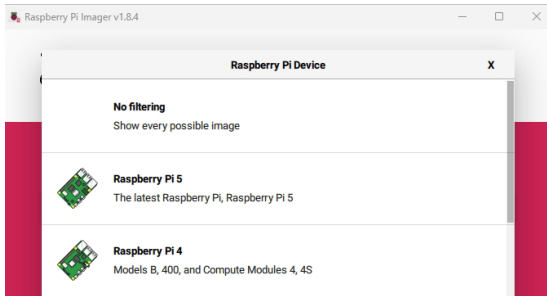 Raspberry Pi Imager v1.8.4
Raspberry Pi Device
X
No filtering
Show every possible image
Raspberry Pi 5
The latest Raspberry Pi, Raspberry Pi 5
Raspberry Pi 4
Models B, 400, and Compute Modules 4, 4S